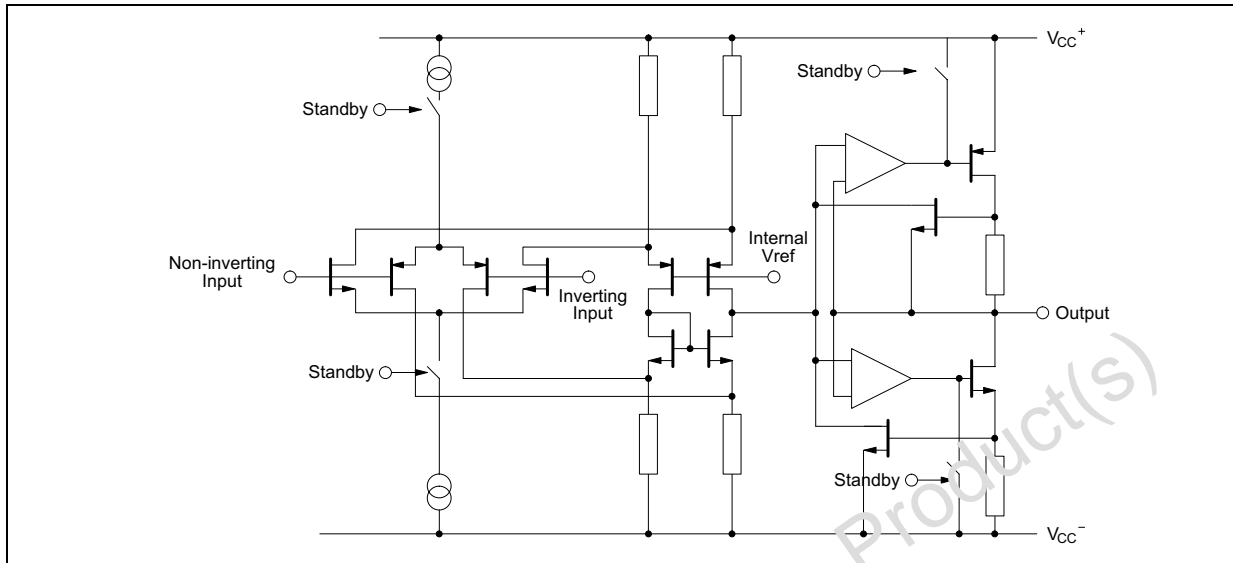 VCC+
Standby
Standby
Non-inverting
Input
Internal
Vref
Inverting
Input
Output
Standby
Standby
Product(s)
VCC−